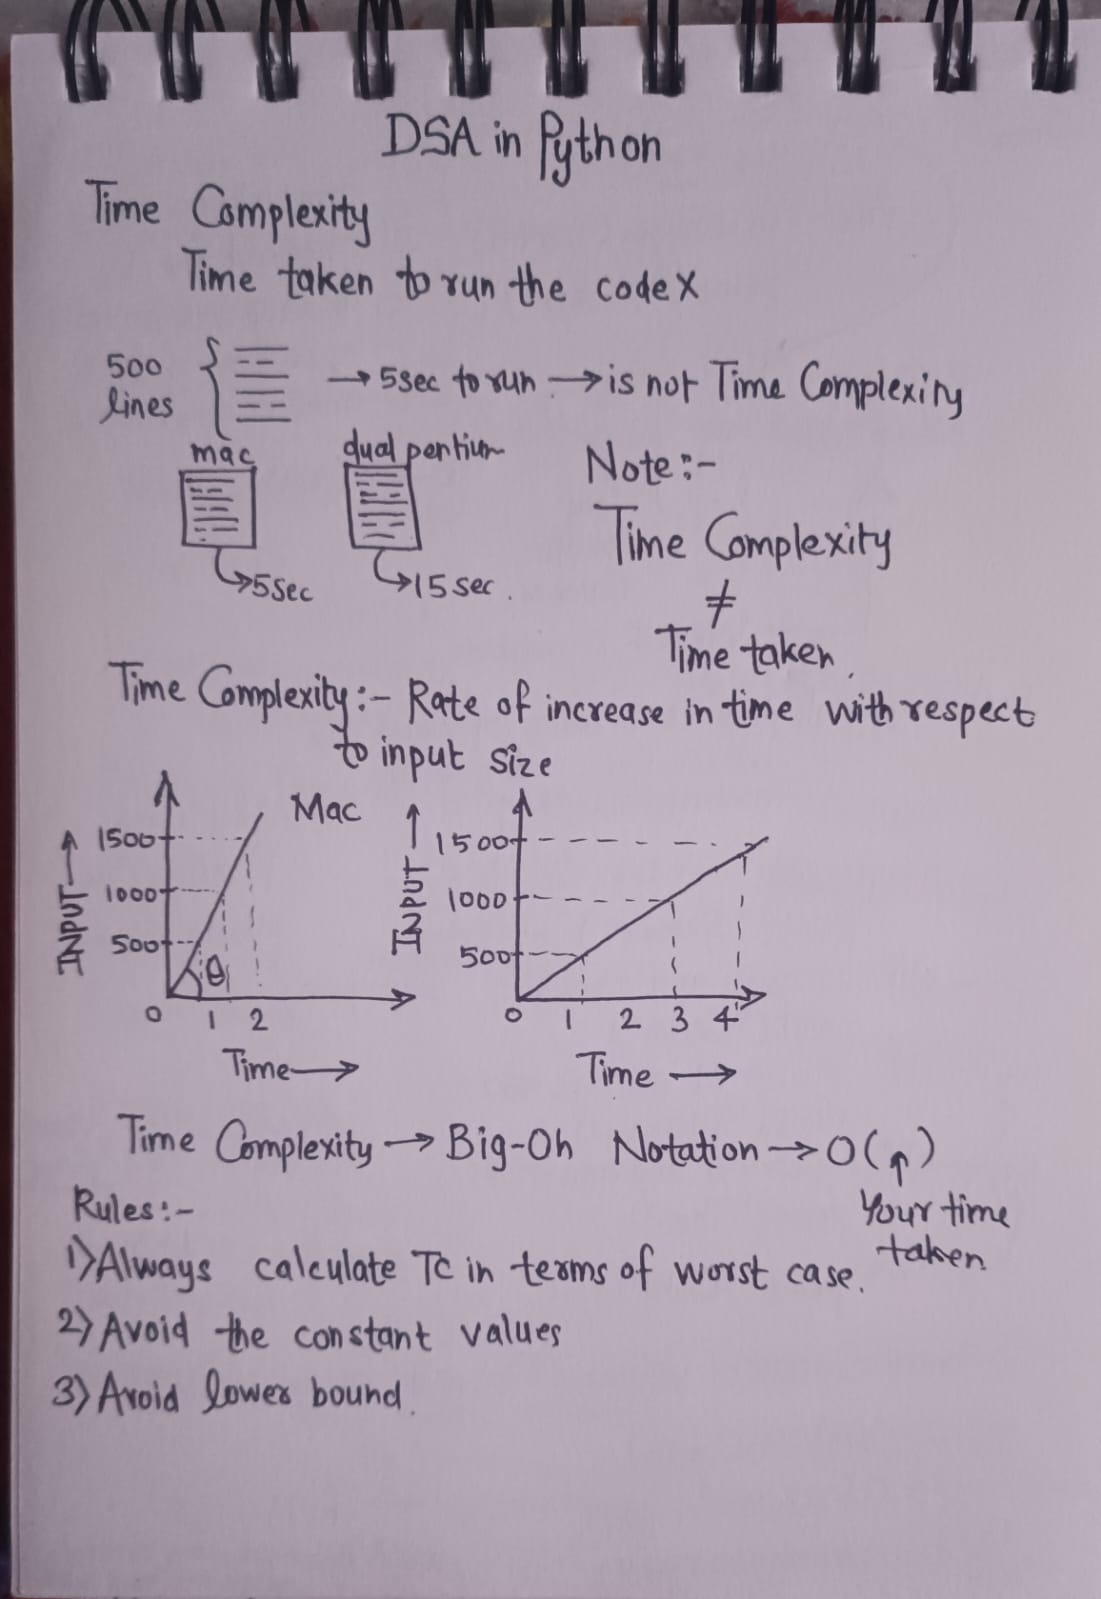 DSA in Python
Time Complexity
Time taken to run the code X
500 lines → 5sec to run → is not Time Complexity
mac
dual pentium
→5sec
→15 sec.
Note:-
Time Complexity
≠
Time taken
Time Complexity:- Rate of increase in time with respect
to input size
Mac
INPUT→
1500
1000
500
θ
0 1 2
Time→
INPUT→
1500
1000
500
0 1 2 3 4
Time →
Time Complexity → Big-Oh Notation → O(↑)
Your time
taken
Rules:-
1) Always calculate TC in terms of worst case.
2) Avoid the constant values
3) Avoid lower bound.